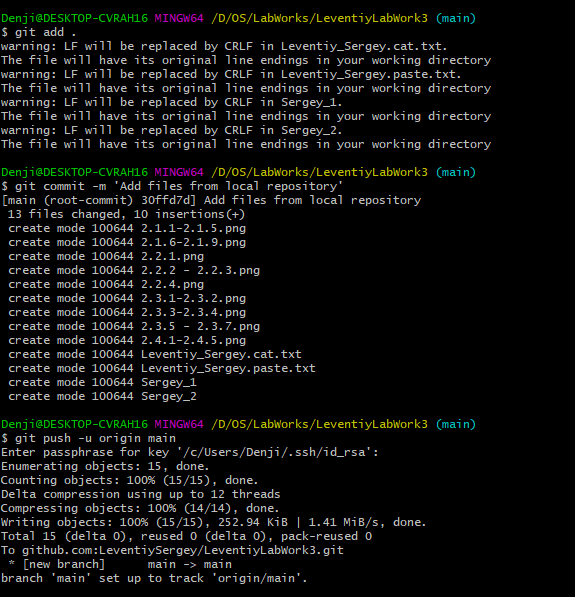 Denji@DESKTOP-CVRAH16 MINGW64 /D/OS/LabWorks/LeventiyLabWork3 (main)
$ git add .
warning: LF will be replaced by CRLF in Leventiy_Sergey.cat.txt.
The file will have its original line endings in your working directory
warning: LF will be replaced by CRLF in Leventiy_Sergey.paste.txt.
The file will have its original line endings in your working directory
warning: LF will be replaced by CRLF in Sergey_1.
The file will have its original line endings in your working directory
warning: LF will be replaced by CRLF in Sergey_2.
The file will have its original line endings in your working directory
Denji@DESKTOP-CVRAH16 MINGW64 /D/OS/LabWorks/LeventiyLabWork3 (main)
$ git commit -m 'Add files from local repository'
[main (root-commit) 30ffd7d] Add files from local repository
13 files changed, 10 insertions(+)
create mode 100644 2.1.1-2.1.5.png
create mode 100644 2.1.6-2.1.9.png
create mode 100644 2.2.1.png
create mode 100644 2.2.2 - 2.2.3.png
create mode 100644 2.2.4.png
create mode 100644 2.3.1-2.3.2.png
create mode 100644 2.3.3-2.3.4.png
create mode 100644 2.3.5 - 2.3.7.png
create mode 100644 2.4.1-2.4.5.png
create mode 100644 Leventiy_Sergey.cat.txt
create mode 100644 Leventiy_Sergey.paste.txt
create mode 100644 Sergey_1
create mode 100644 Sergey_2
Denji@DESKTOP-CVRAH16 MINGW64 /D/OS/LabWorks/LeventiyLabWork3 (main)
$ git push -u origin main
Enter passphrase for key '/c/Users/Denji/.ssh/id_rsa':
Enumerating objects: 15, done.
Counting objects: 100% (15/15), done.
Delta compression using up to 12 threads
Compressing objects: 100% (14/14), done.
Writing objects: 100% (15/15), 252.94 KiB | 1.41 MiB/s, done.
Total 15 (delta 0), reused 0 (delta 0), pack-reused 0
To github.com:LeventiySergey/LeventiyLabWork3.git
* [new branch]      main -> main
branch 'main' set up to track 'origin/main'.